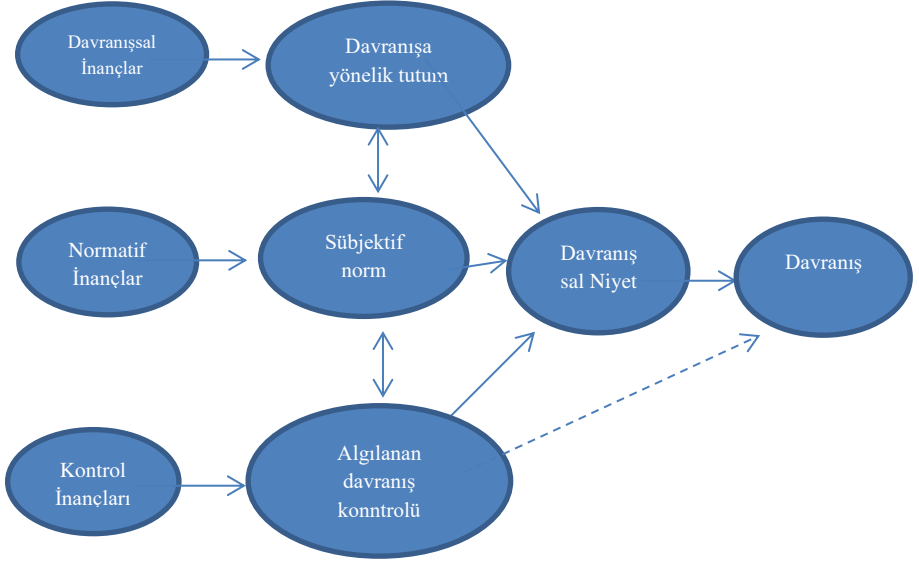 Davranışsal
İnançlar
Davranışa
yönelik tutum
Normatif
İnançlar
Sübjektif
norm
Davranış
sal Niyet
Davranış
Kontrol
İnançları
Algılanan
davranış
konntrolü